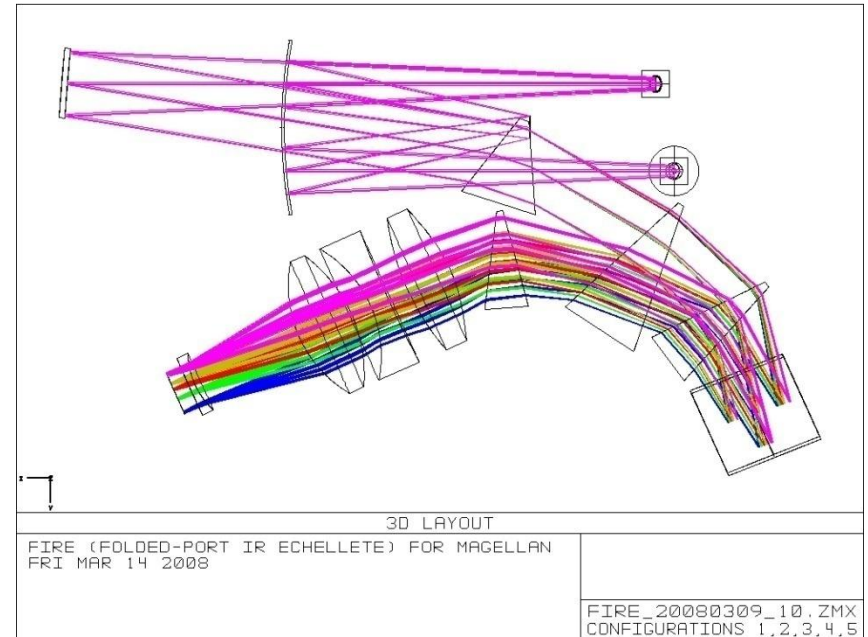 3D LAYOUT
FIRE (FOLDED-PORT IR ECHELLETE) FOR MAGELLAN
FRI MAR 14 2008
FIRE_20080309_10.ZMX
CONFIGURATIONS 1,2,3,4,5